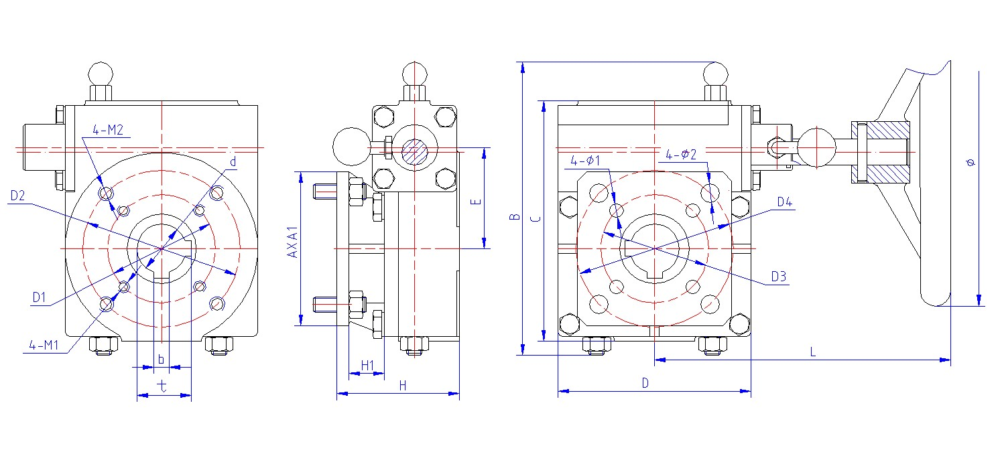 4-M2
d
D2
D1
4-M1
b
t
AXA1
E
H1
H
B
C
4-Φ1
4-Φ2
D4
D3
φ
L
D